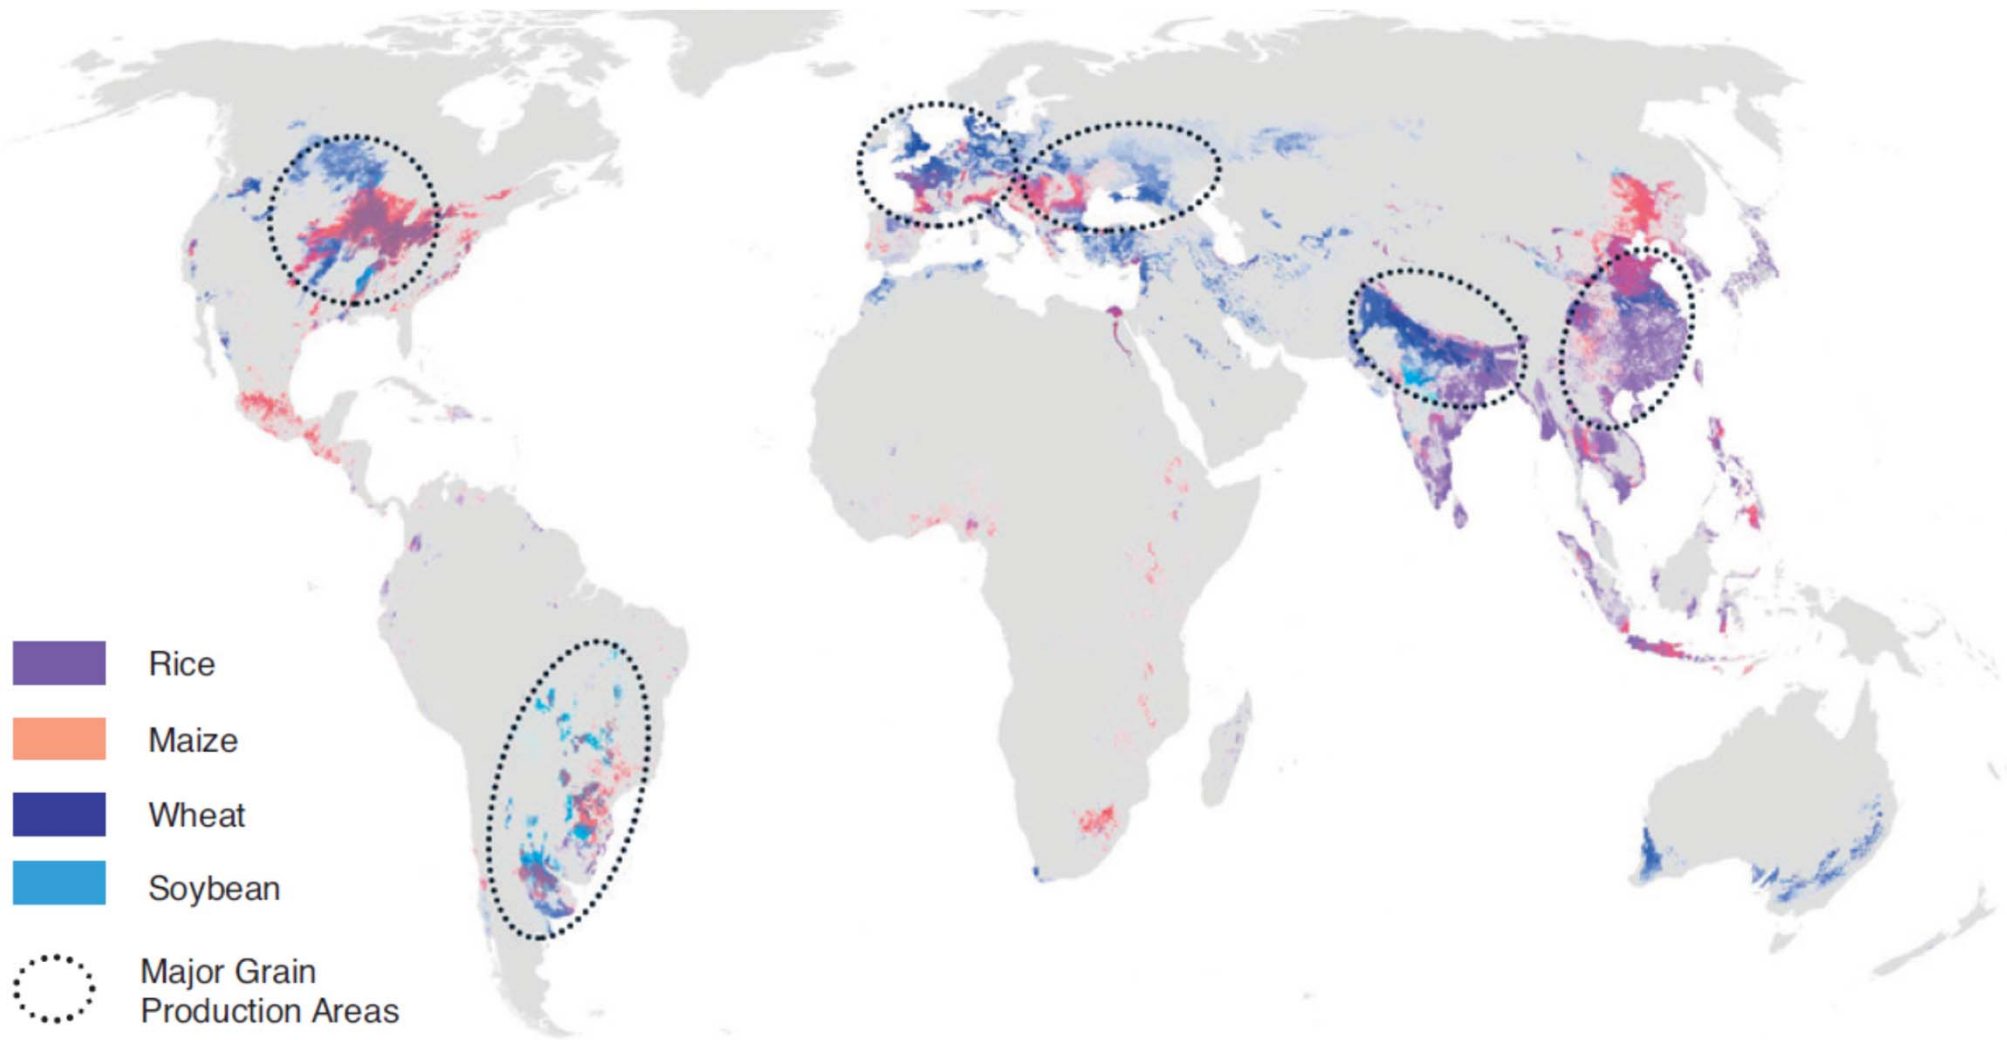 Rice
Maize
Wheat
Soybean
Major Grain
Production Areas